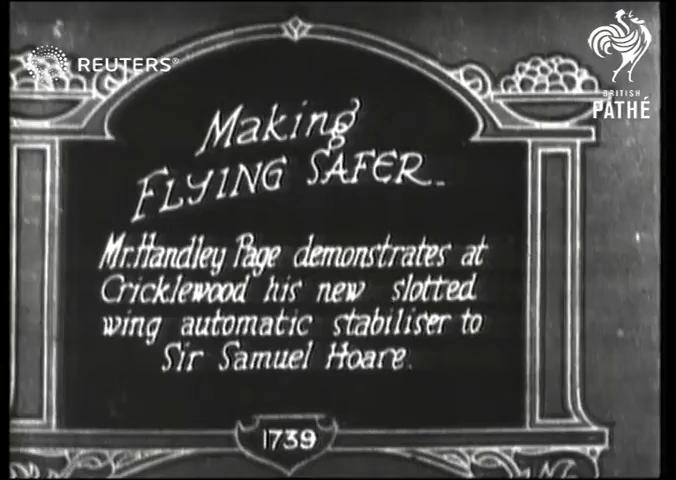 REUTERS®
BRITISH
PATHÉ
Making
FLYING SAFER_
Mr. Handley Page demonstrates at
Cricklewood his new slotted
wing automatic stabiliser to
Sir Samuel Hoare.
1739